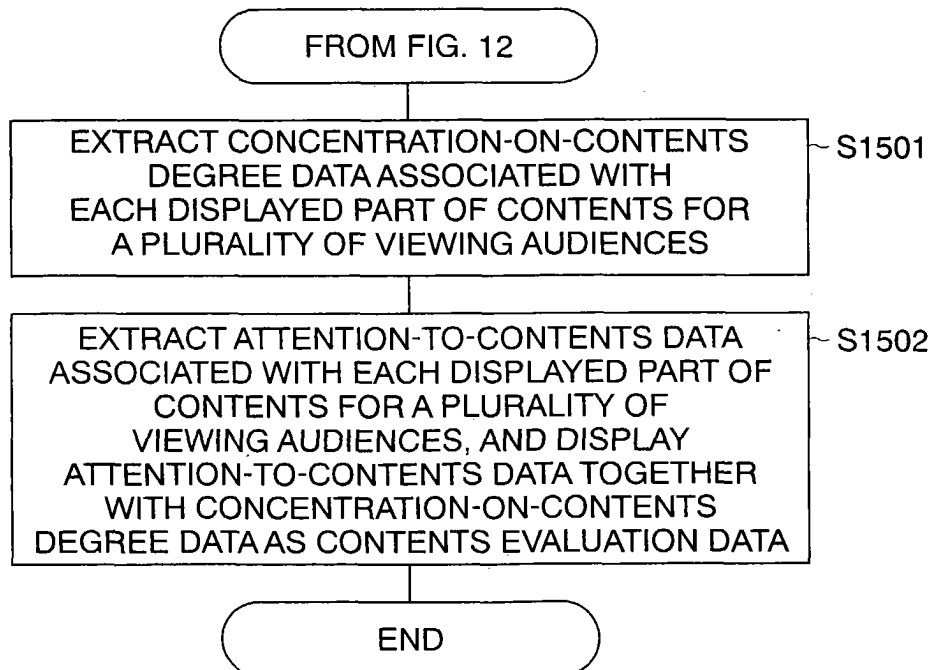 FROM FIG. 12
EXTRACT CONCENTRATION-ON-CONTENTS
DEGREE DATA ASSOCIATED WITH
EACH DISPLAYED PART OF CONTENTS FOR
A PLURALITY OF VIEWING AUDIENCES
S1501
EXTRACT ATTENTION-TO-CONTENTS DATA
ASSOCIATED WITH EACH DISPLAYED PART OF
CONTENTS FOR A PLURALITY OF
VIEWING AUDIENCES, AND DISPLAY
ATTENTION-TO-CONTENTS DATA TOGETHER
WITH CONCENTRATION-ON-CONTENTS
DEGREE DATA AS CONTENTS EVALUATION DATA
S1502
END